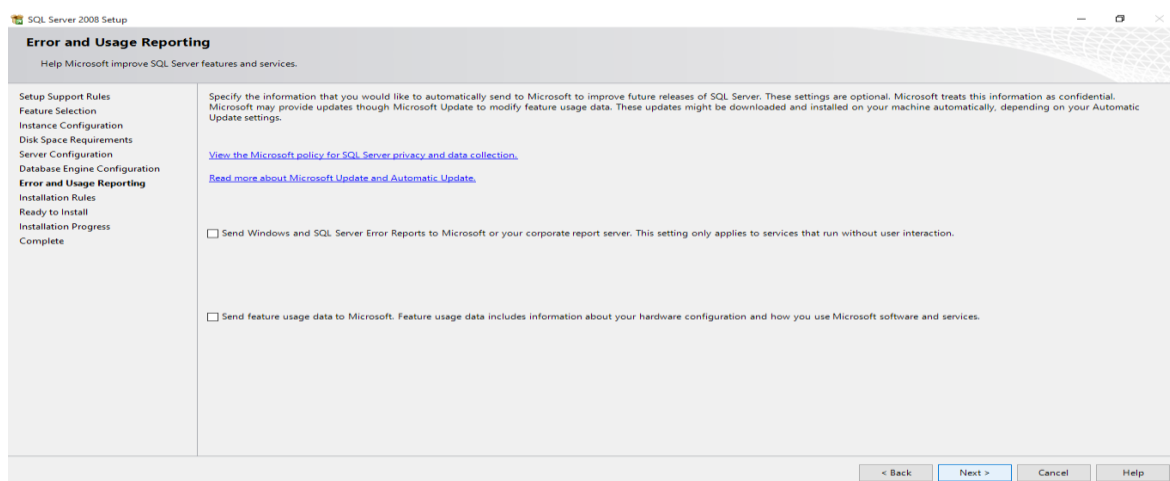 SQL Server 2008 Setup
Error and Usage Reporting
Help Microsoft improve SQL Server features and services.
Setup Support Rules
Feature Selection
Instance Configuration
Disk Space Requirements
Server Configuration
Database Engine Configuration
Error and Usage Reporting
Installation Rules
Ready to Install
Installation Progress
Complete
Specify the information that you would like to automatically send to Microsoft to improve future releases of SQL Server. These settings are optional. Microsoft treats this information as confidential.
Microsoft may provide updates though Microsoft Update to modify feature usage data. These updates might be downloaded and installed on your machine automatically, depending on your Automatic
Update settings.
View the Microsoft policy for SQL Server privacy and data collection.
Read more about Microsoft Update and Automatic Update.
Send Windows and SQL Server Error Reports to Microsoft or your corporate report server. This setting only applies to services that run without user interaction.
Send feature usage data to Microsoft. Feature usage data includes information about your hardware configuration and how you use Microsoft software and services.
< Back Next > Cancel Help